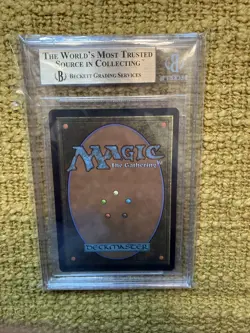 The World's Most Trusted
Source in Collecting
Beckett Grading Services
Magic
The Gathering
DECKMASTER